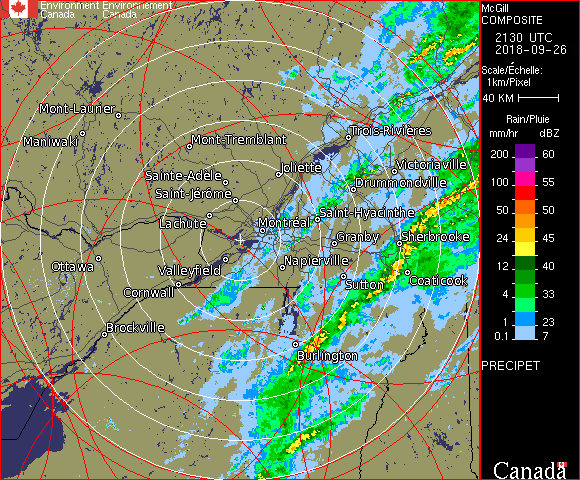 Environment Environnement
Canada Canada
McGill
COMPOSITE
2130 UTC
2018-09-26
Scale/Échelle:
1km/Pixel
40 KM
Rain/Pluie
mm/hr dBZ
200 60
100 55
50 50
24 45
12 40
4 33
1 23
0.1 7
PRECIPET
Canada
Mont-Laurier
Maniwaki
Mont-Tremblant
Trois-Rivières
Sainte-Adèle
Joliette
Victoriaville
Saint-Jérôme
Drummondville
Lachute
Montréal
Saint-Hyacinthe
Granby
Sherbrooke
Ottawa
Valleyfield
Napierville
Cornwall
Sutton
Coaticook
Brockville
Burlington